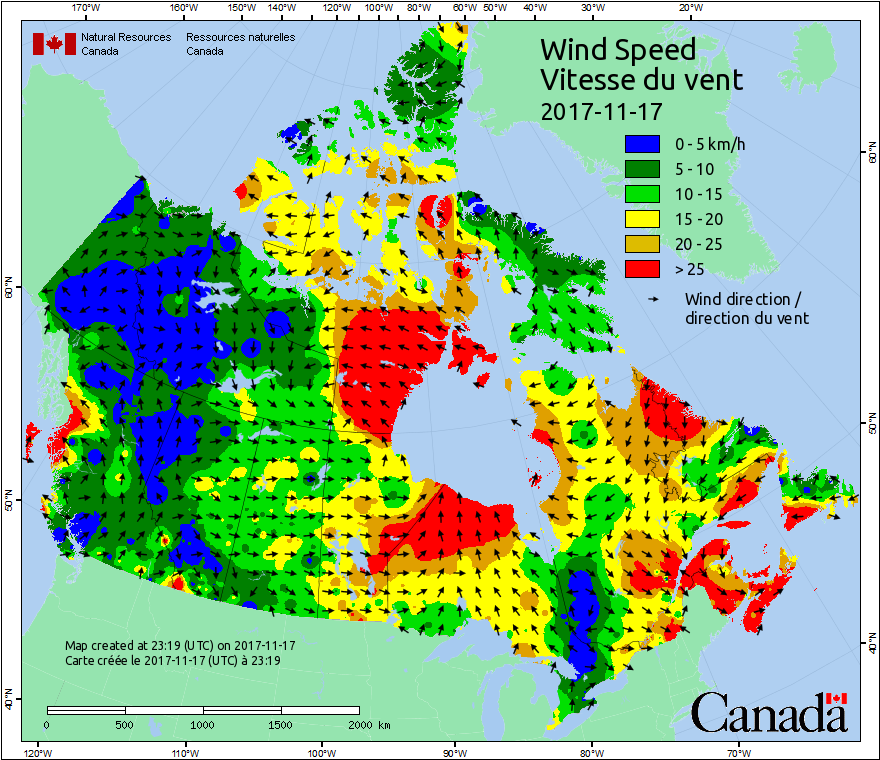 170°W 160°W 150°W 140°W 130°W 120°W 110°W 100°W 90°W 80°W 70°W 60°W 50°W 40°W 30°W 20°W
Natural Resources Ressources naturelles
Canada Canada
Wind Speed
Vitesse du vent
2017-11-17
0 - 5 km/h
5 - 10
10 - 15
15 - 20
20 - 25
> 25
Wind direction /
direction du vent
60°N
60°N
50°N
50°N
40°N
40°N
Map created at 23:19 (UTC) on 2017-11-17
Carte créée le 2017-11-17 (UTC) à 23:19
0 500 1000 1500 2000 km
Canada
120°W 110°W 100°W 90°W 80°W 70°W